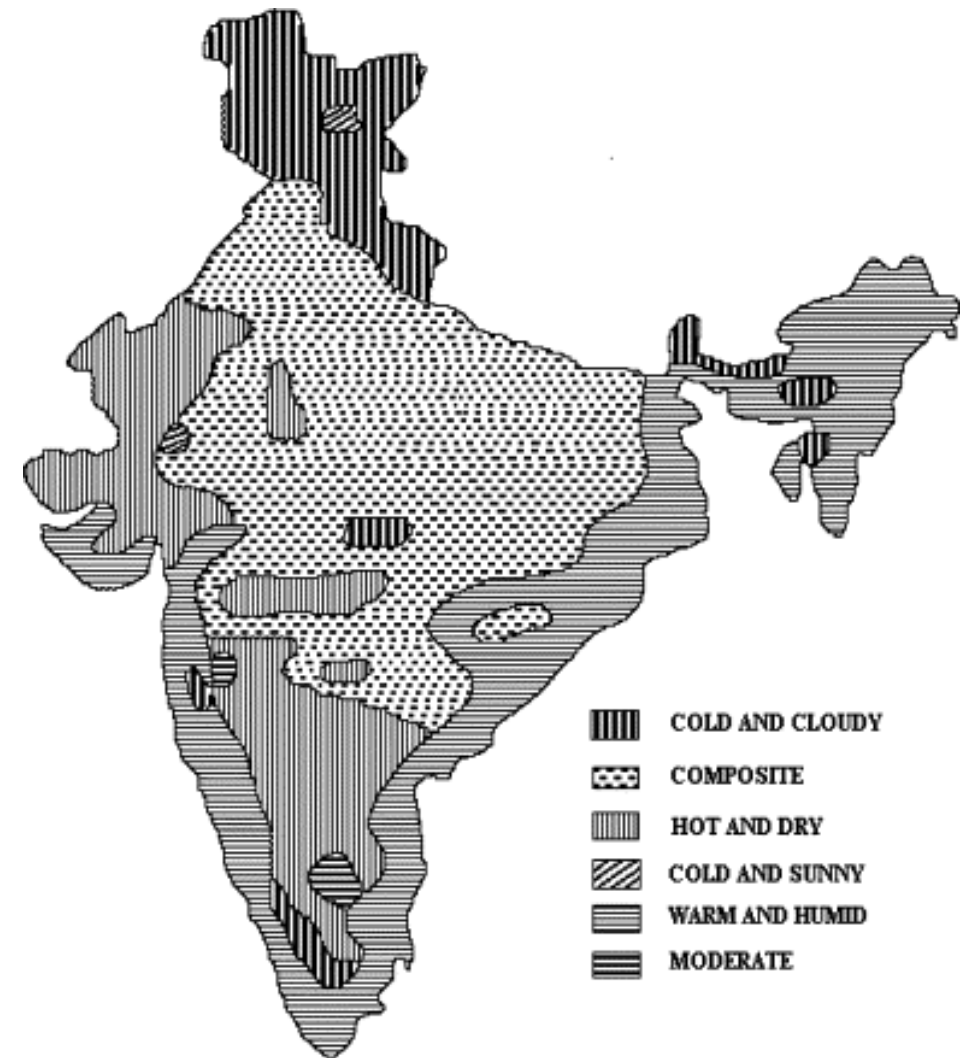 COLD AND CLOUDY
COMPOSITE
HOT AND DRY
COLD AND SUNNY
WARM AND HUMID
MODERATE